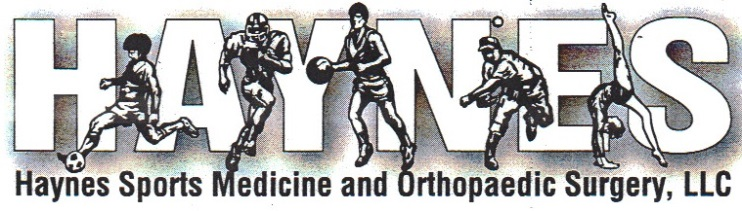 HAYNES
Haynes Sports Medicine and Orthopaedic Surgery, LLC